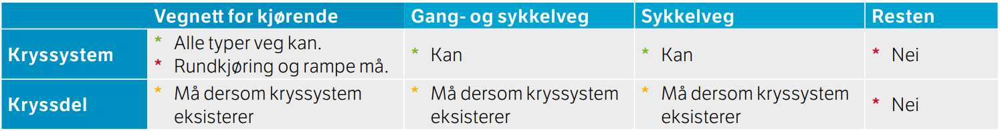 Vegnett for kjørende Gang- og sykkelveg Sykkelveg Resten
Kryssystem
* Alle typer veg kan.
* Rundkjøring og rampe må.
* Kan
* Kan
* Nei
Kryssdel
* Må dersom kryssystem
eksisterer
* Må dersom kryssystem
eksisterer
* Må dersom kryssystem
eksisterer
* Nei